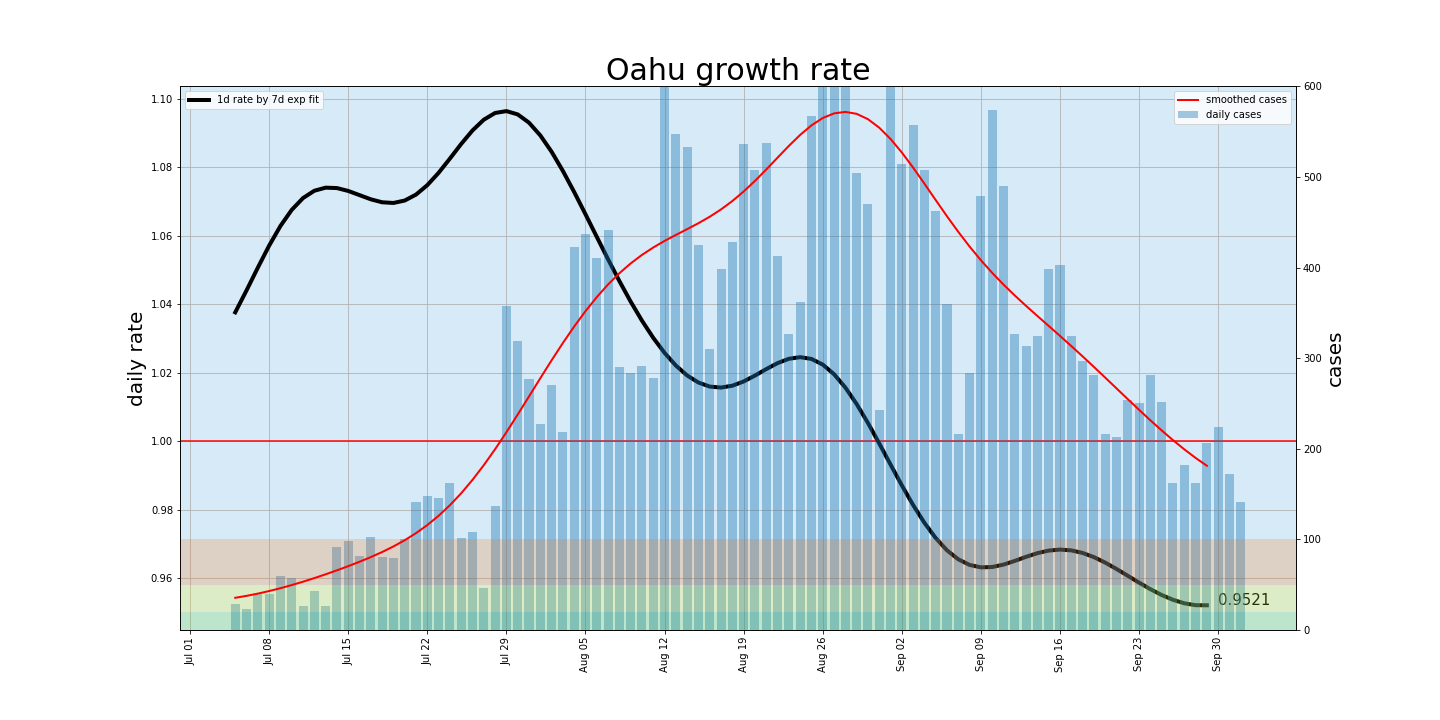 Oahu growth rate
1d rate by 7d exp fit
smoothed cases
daily cases
daily rate
1.10
1.08
1.06
1.04
1.02
1.00
0.98
0.96
cases
600
500
400
300
200
100
0
0.9521
Jul 01
Jul 08
Jul 15
Jul 22
Jul 29
Aug 05
Aug 12
Aug 19
Aug 26
Sep 02
Sep 09
Sep 16
Sep 23
Sep 30